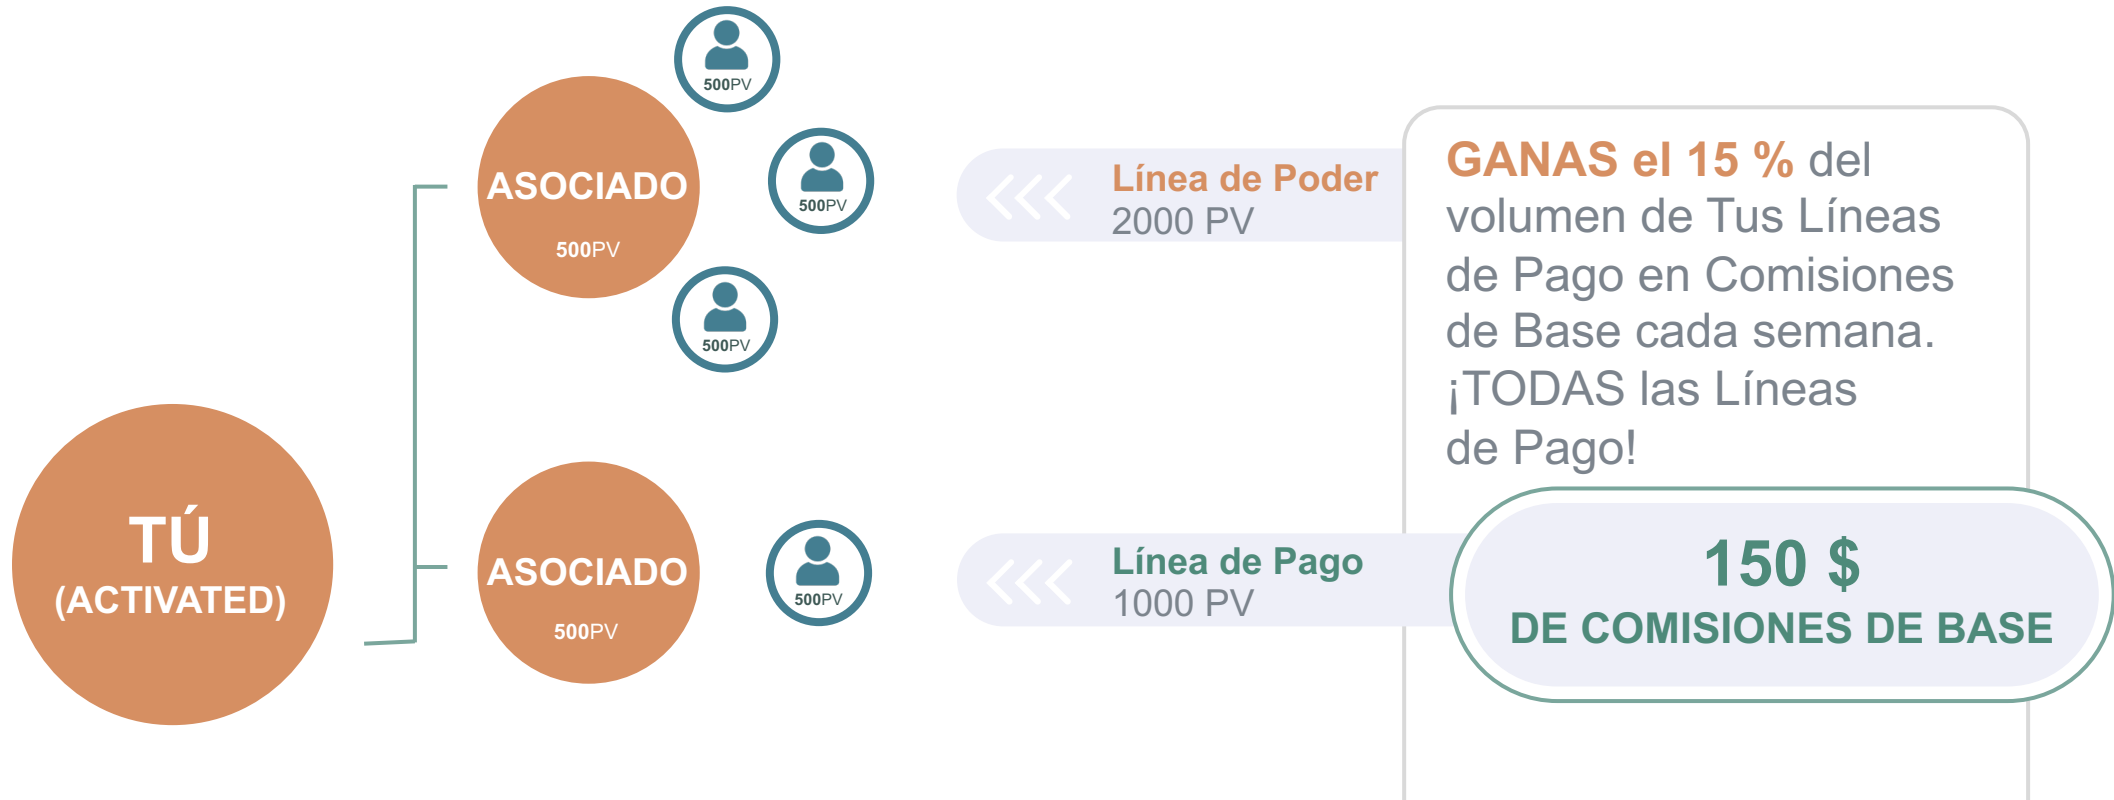 500PV
ASOCIADO
500PV
500PV
500PV
Línea de Poder
2000 PV
GANAS el 15 % del
volumen de Tus Líneas
de Pago en Comisiones
de Base cada semana.
¡TODAS las Líneas
de Pago!
TÚ
(ACTIVATED)
ASOCIADO
500PV
500PV
Línea de Pago
1000 PV
150 $
DE COMISIONES DE BASE